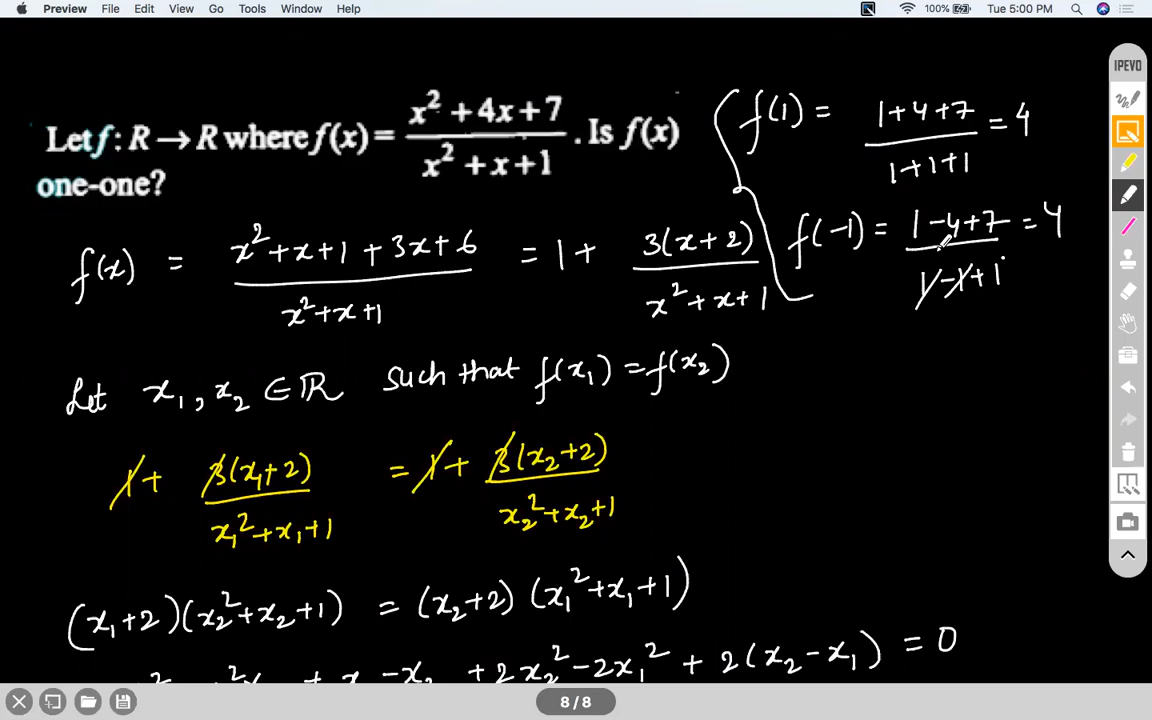 Preview File Edit View Go Tools Window Help 100% Tue 5:00 PM
IPEVO
Let f : R → R where f(x) = (x² + 4x + 7)/(x² + x + 1). Is f(x)
one-one?
f(1) = (1+4+7)/(1+1+1) = 4
f(-1) = (1-4+7)/(1-1+1) = 4
f(x) = (x²+x+1+3x+6)/(x²+x+1) = 1 + 3(x+2)/(x²+x+1)
Let x₁, x₂ ∈ R such that f(x₁) = f(x₂)
1 + 3(x₁+2)/(x₁²+x₁+1) = 1 + 3(x₂+2)/(x₂²+x₂+1)
(x₁+2)(x₂²+x₂+1) = (x₂+2)(x₁²+x₁+1)
+ 2x₂² - 2x₁² + 2(x₂-x₁) = 0
8/8